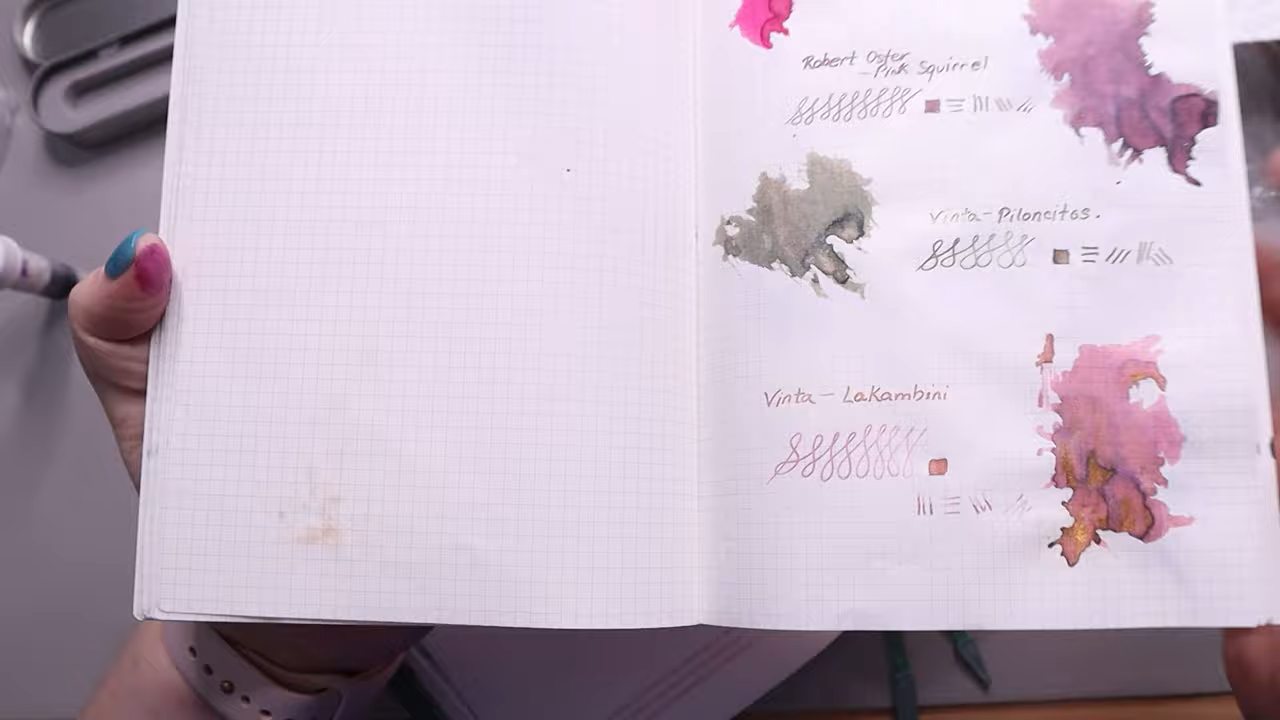 Robert Oster
- Pink Squirrel
Vinta - Piloncitos.
Vinta - Lakambini